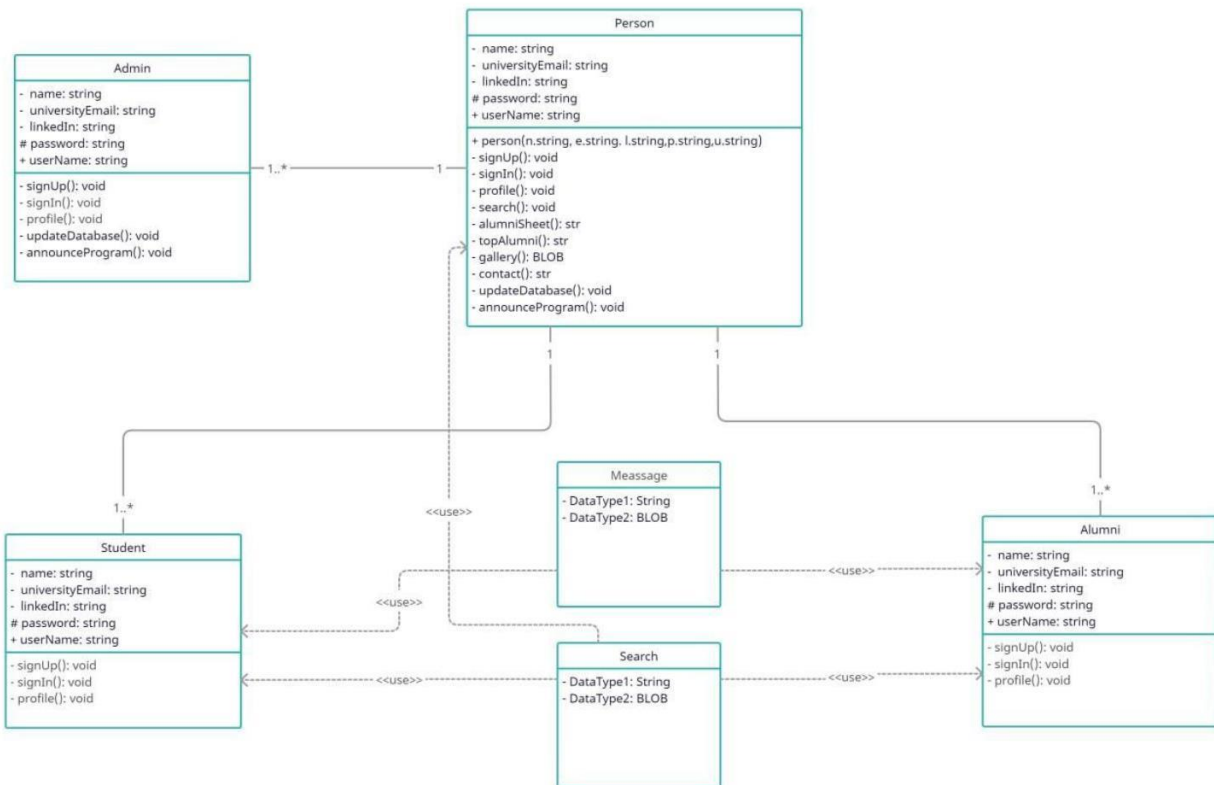 Person
- name: string
- universityEmail: string
- linkedIn: string
# password: string
+ userName: string
+ person(n.string, e.string. l.string,p.string,u.string)
- signUp(): void
- signIn(): void
- profile(): void
- search(): void
- alumniSheet(): str
- topAlumni(): str
- gallery(): BLOB
- contact(): str
- updateDatabase(): void
- announceProgram(): void
Admin
- name: string
- universityEmail: string
- linkedIn: string
# password: string
+ userName: string
- signUp(): void
- signIn(): void
- profile(): void
- updateDatabase(): void
- announceProgram(): void
1..*
1
1
1
1..*
1..*
<<use>>
Meassage
- DataType1: String
- DataType2: BLOB
<<use>>
<<use>>
Student
- name: string
- universityEmail: string
- linkedIn: string
# password: string
+ userName: string
- signUp(): void
- signIn(): void
- profile(): void
Search
- DataType1: String
- DataType2: BLOB
<<use>>
<<use>>
Alumni
- name: string
- universityEmail: string
- linkedIn: string
# password: string
+ userName: string
- signUp(): void
- signIn(): void
- profile(): void